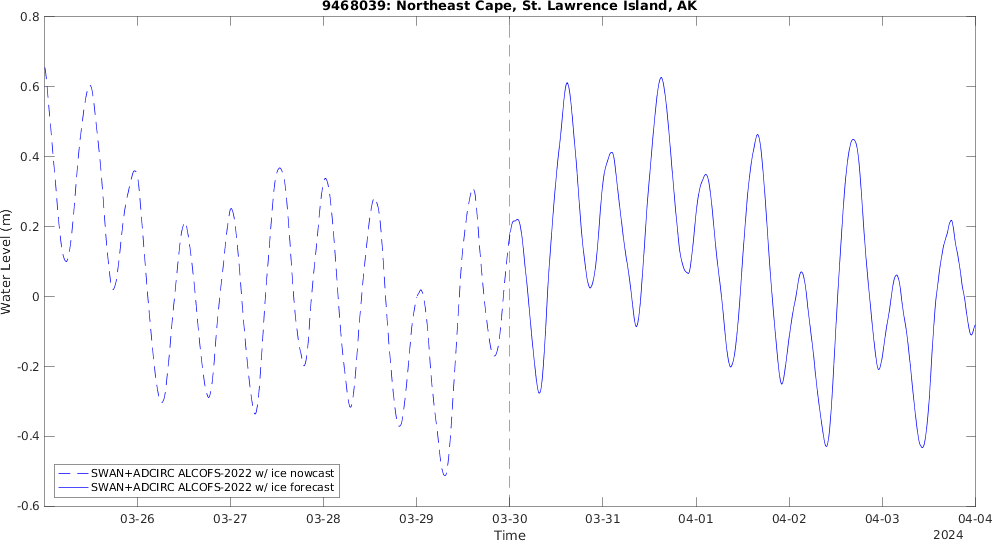 9468039: Northeast Cape, St. Lawrence Island, AK
0.8
0.6
0.4
0.2
0
-0.2
-0.4
-0.6
Water Level (m)
SWAN+ADCIRC ALCOFS-2022 w/ ice nowcast
SWAN+ADCIRC ALCOFS-2022 w/ ice forecast
03-26 03-27 03-28 03-29 03-30 03-31 04-01 04-02 04-03 04-04
Time
2024